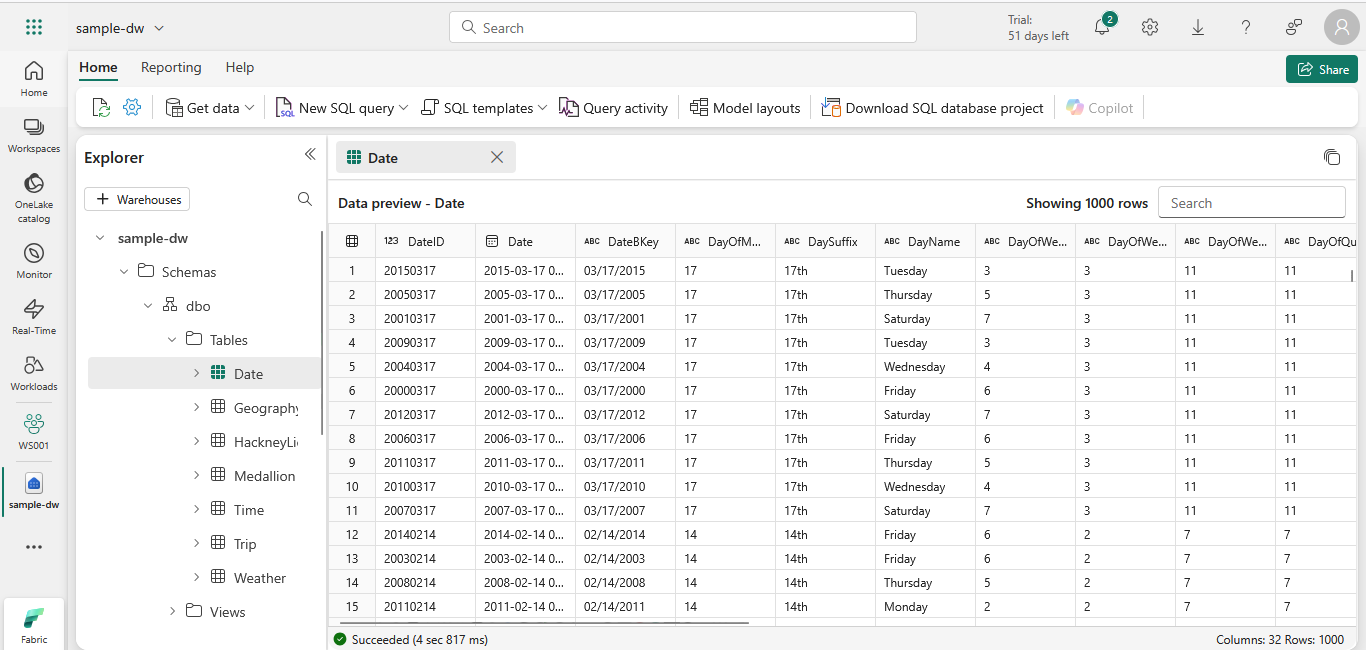 sample-dw
Search
Trial:
51 days left
2
Home
Workspaces
OneLake
catalog
Monitor
Real-Time
Workloads
WS001
sample-dw
Fabric
Home Reporting Help
Share
Get data New SQL query SQL templates Query activity Model layouts Download SQL database project Copilot
Explorer
Warehouses
sample-dw
Schemas
dbo
Tables
Date
Geography
HackneyLi
Medallion
Time
Trip
Weather
Views
Date
Data preview - Date Showing 1000 rows Search
123 DateID Date ABC DateBKey ABC DayOfM... ABC DaySuffix ABC DayName ABC DayOfWe... ABC DayOfWe... ABC DayOfWe... ABC DayOfQu
1 20150317 2015-03-17 0... 03/17/2015 17 17th Tuesday 3 3 11 11
2 20050317 2005-03-17 0... 03/17/2005 17 17th Thursday 5 3 11 11
3 20010317 2001-03-17 0... 03/17/2001 17 17th Saturday 7 3 11 11
4 20090317 2009-03-17 0... 03/17/2009 17 17th Tuesday 3 3 11 11
5 20040317 2004-03-17 0... 03/17/2004 17 17th Wednesday 4 3 11 11
6 20000317 2000-03-17 0... 03/17/2000 17 17th Friday 6 3 11 11
7 20120317 2012-03-17 0... 03/17/2012 17 17th Saturday 7 3 11 11
8 20060317 2006-03-17 0... 03/17/2006 17 17th Friday 6 3 11 11
9 20110317 2011-03-17 0... 03/17/2011 17 17th Thursday 5 3 11 11
10 20100317 2010-03-17 0... 03/17/2010 17 17th Wednesday 4 3 11 11
11 20070317 2007-03-17 0... 03/17/2007 17 17th Saturday 7 3 11 11
12 20140214 2014-02-14 0... 02/14/2014 14 14th Friday 6 2 7 7
13 20030214 2003-02-14 0... 02/14/2003 14 14th Friday 6 2 7 7
14 20080214 2008-02-14 0... 02/14/2008 14 14th Thursday 5 2 7 7
15 20110214 2011-02-14 0... 02/14/2011 14 14th Monday 2 2 7 7
Succeeded (4 sec 817 ms) Columns: 32 Rows: 1000